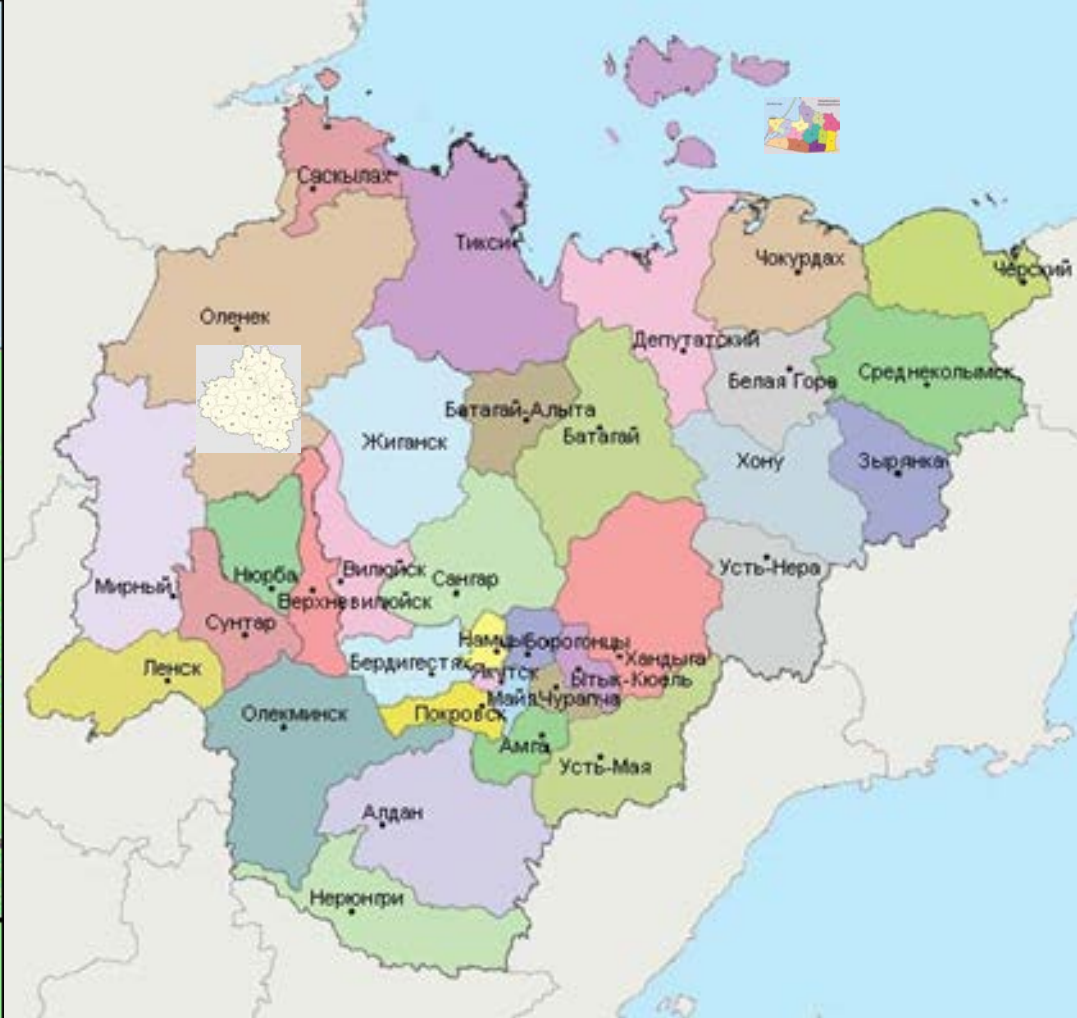 Саскылах
Тикси
Чокурдах
Черский
Оленек
Депутатский
Белая Гора
Среднеколымск
Батагай-Алыта
Батагай
Жиганск
Хону
Зырянка
Усть-Нера
Вилюйск
Сангар
Нюрба
Мирный
Верхневилюйск
Сунтар
Намцы
Борогонцы
Хандыга
Бердигестях
Якутск
Ытык-Кюель
Ленск
Майя
Чурапча
Олекминск
Покровск
Амга
Усть-Мая
Алдан
Нерюнгри